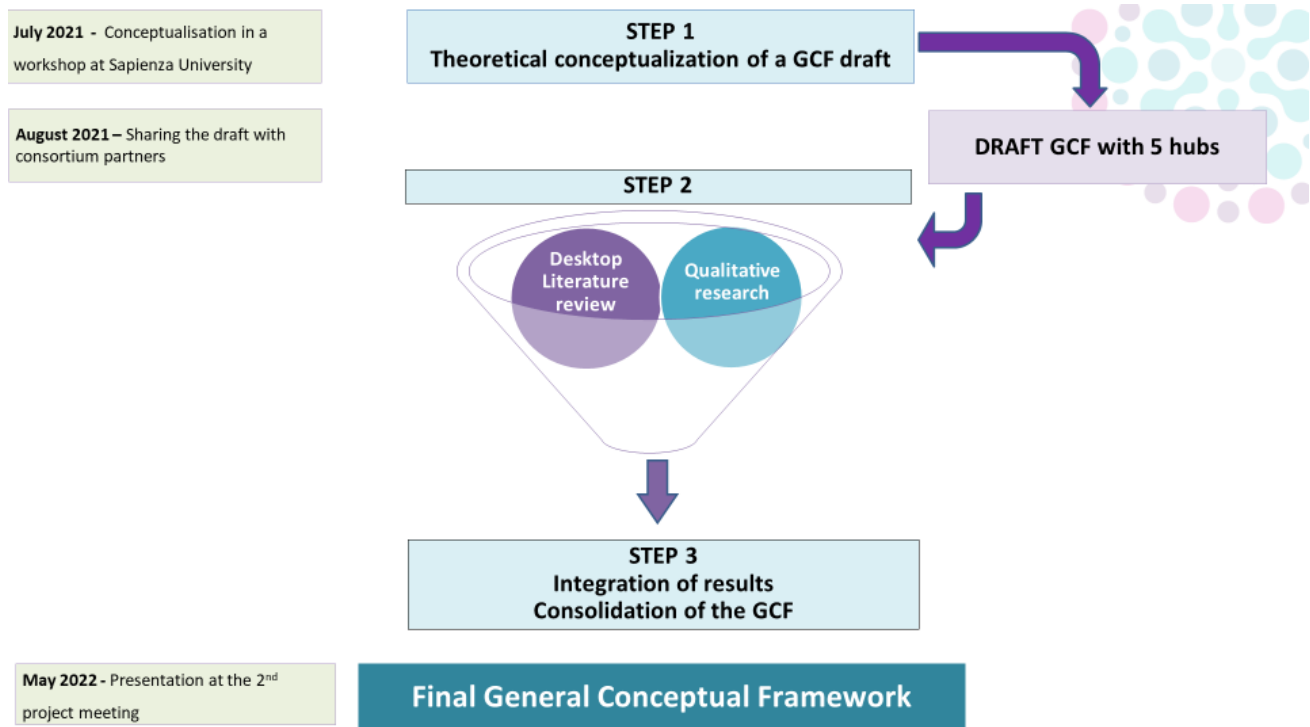 July 2021 - Conceptualisation in a
workshop at Sapienza University
STEP 1
Theoretical conceptualization of a GCF draft
August 2021 – Sharing the draft with
consortium partners
DRAFT GCF with 5 hubs
STEP 2
Desktop
Literature
review
Qualitative
research
STEP 3
Integration of results
Consolidation of the GCF
May 2022 - Presentation at the 2nd
project meeting
Final General Conceptual Framework